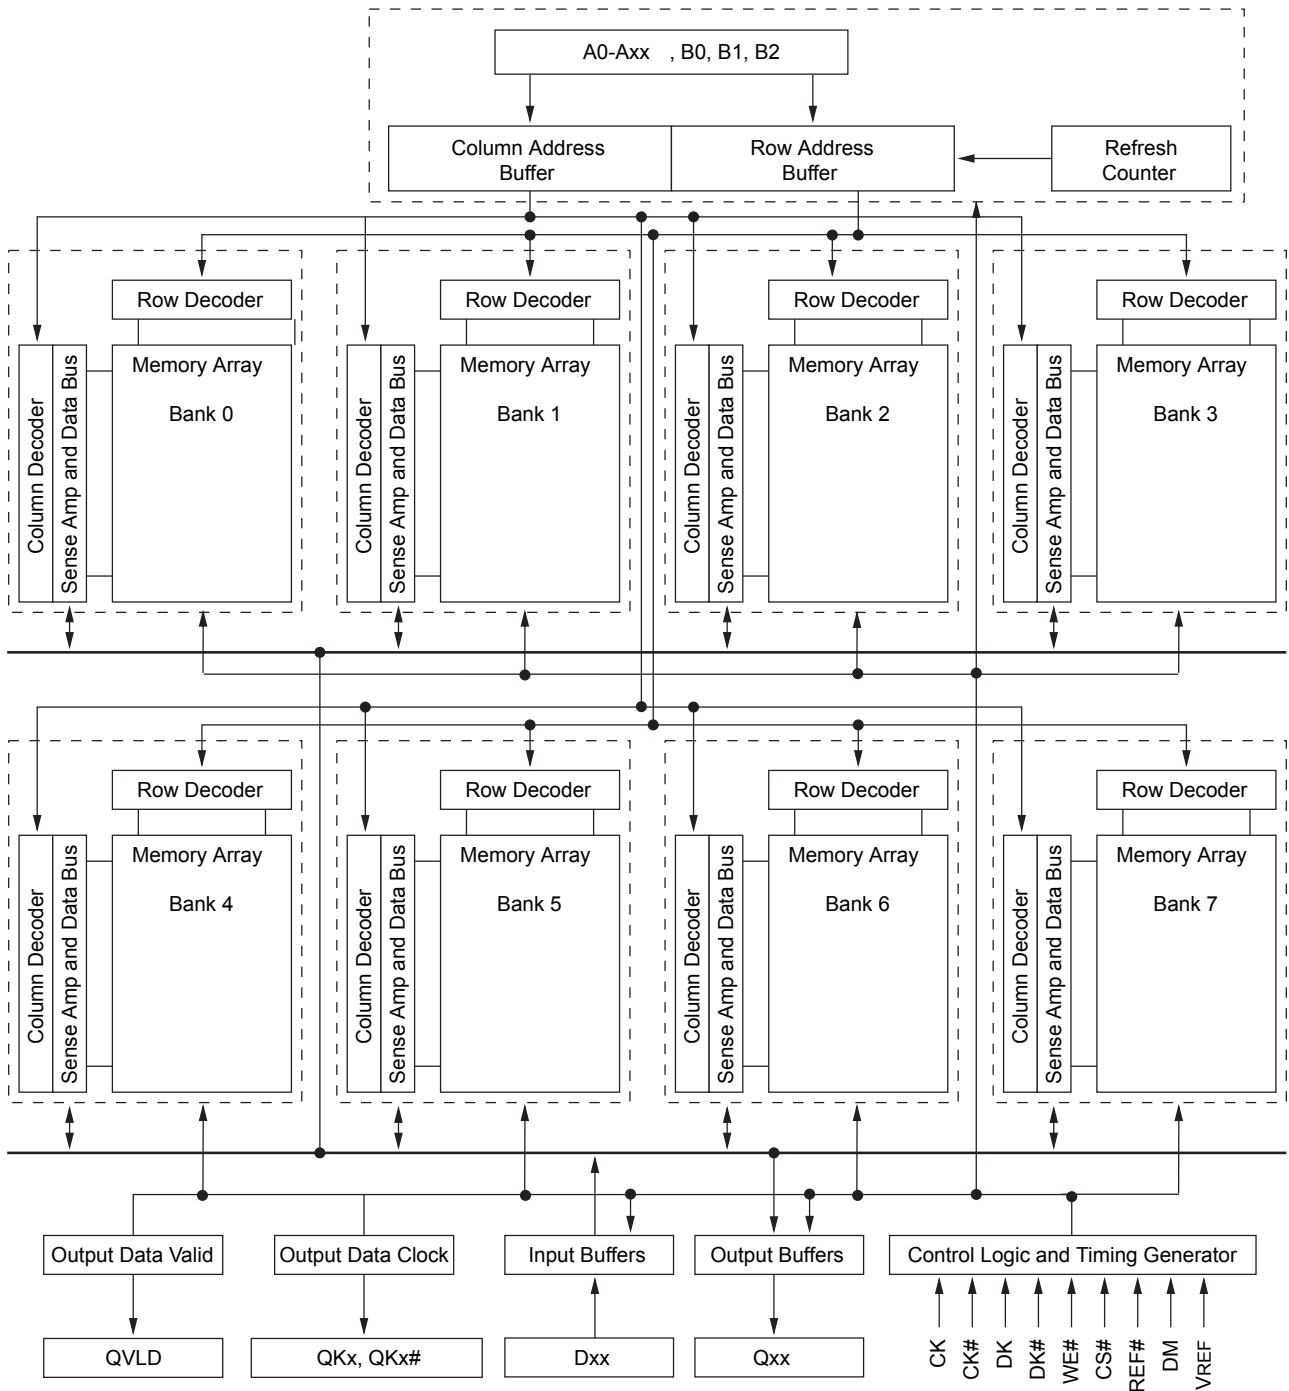 A0-Axx , B0, B1, B2
Column Address
Buffer
Row Address
Buffer
Refresh
Counter
Row Decoder
Row Decoder
Row Decoder
Row Decoder
Column Decoder
Sense Amp and Data Bus
Memory Array
Bank 0
Column Decoder
Sense Amp and Data Bus
Memory Array
Bank 1
Column Decoder
Sense Amp and Data Bus
Memory Array
Bank 2
Column Decoder
Sense Amp and Data Bus
Memory Array
Bank 3
Row Decoder
Row Decoder
Row Decoder
Row Decoder
Column Decoder
Sense Amp and Data Bus
Memory Array
Bank 4
Column Decoder
Sense Amp and Data Bus
Memory Array
Bank 5
Column Decoder
Sense Amp and Data Bus
Memory Array
Bank 6
Column Decoder
Sense Amp and Data Bus
Memory Array
Bank 7
Output Data Valid
Output Data Clock
Input Buffers
Output Buffers
Control Logic and Timing Generator
QVLD
QKx, QKx#
Dxx
Qxx
CK
CK#
DK
DK#
WE#
CS#
REF#
DM
VREF